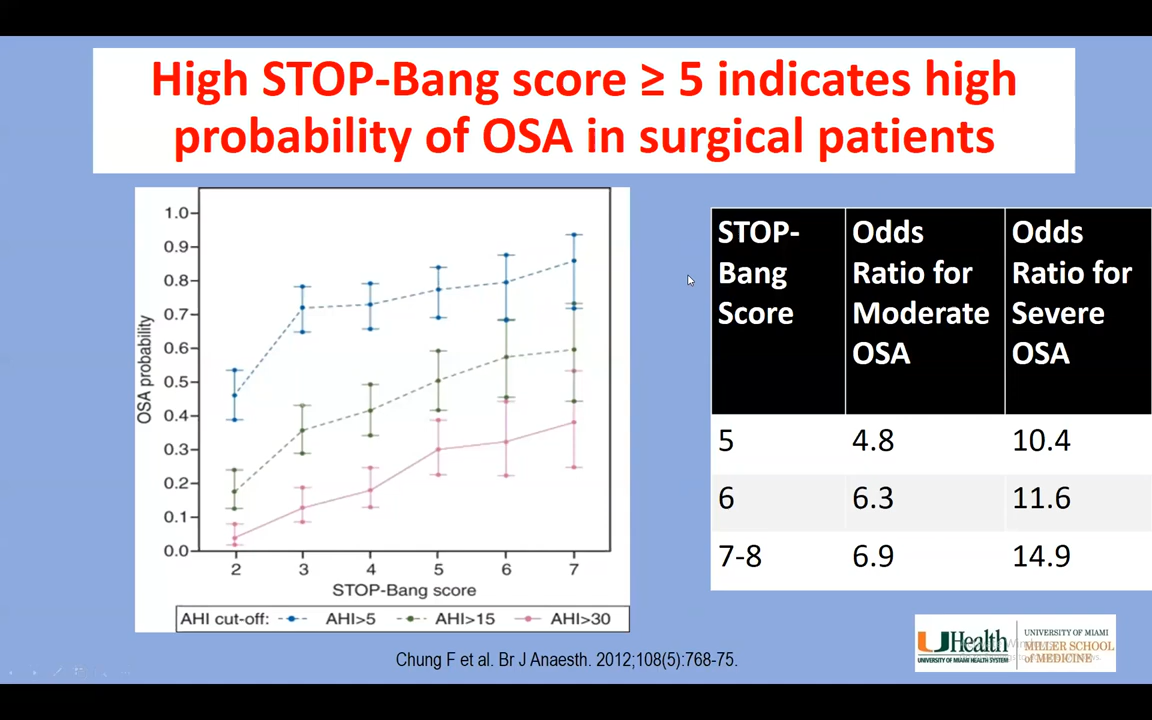 High STOP-Bang score ≥ 5 indicates high
probability of OSA in surgical patients
1.0
0.9
0.8
0.7
0.6
0.5
0.4
0.3
0.2
0.1
0.0
OSA probability
2 3 4 5 6 7
STOP-Bang score
AHI cut-off: AHI>5 AHI>15 AHI>30
STOP-
Bang
Score
Odds
Ratio for
Moderate
OSA
Odds
Ratio for
Severe
OSA
5 4.8 10.4
6 6.3 11.6
7-8 6.9 14.9
Chung F et al. Br J Anaesth. 2012;108(5):768-75.
UHealth
UNIVERSITY OF MIAMI HEALTH SYSTEM
UNIVERSITY OF MIAMI
MILLER SCHOOL
of MEDICINE